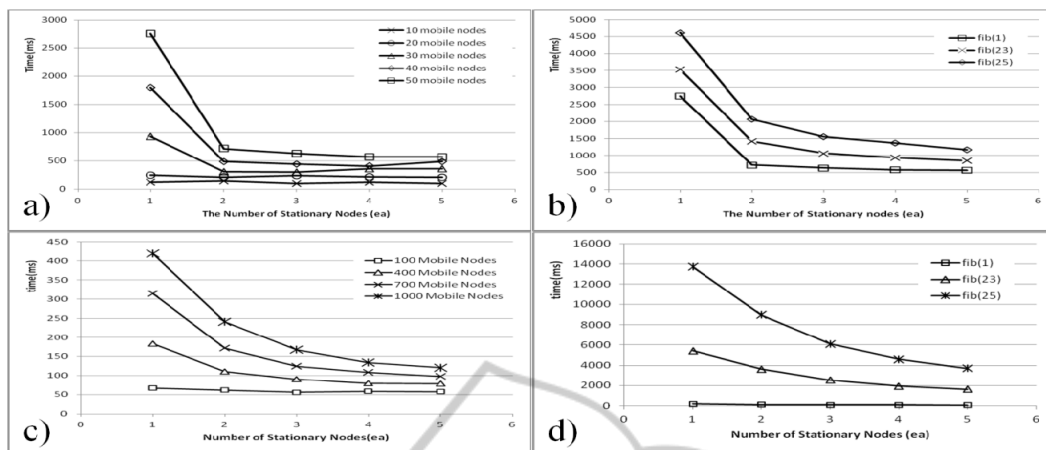 3000
2500
2000
1500
1000
500
0
Time(ms)
10 mobile nodes
20 mobile nodes
30 mobile nodes
40 mobile nodes
50 mobile nodes
0 1 2 3 4 5 6
The Number of Stationary Nodes (ea)
a)
5000
4500
4000
3500
3000
2500
2000
1500
1000
500
0
Time(ms)
fib(1)
fib(23)
fib(25)
0 1 2 3 4 5 6
The Number of Stationary nodes (ea)
b)
450
400
350
300
250
200
150
100
50
0
time(ms)
100 Mobile Nodes
400 Mobile Nodes
700 Mobile Nodes
1000 Mobile Nodes
0 1 2 3 4 5 6
Number of Stationary Nodes(ea)
c)
16000
14000
12000
10000
8000
6000
4000
2000
0
time(ms)
fib(1)
fib(23)
fib(25)
0 1 2 3 4 5 6
Number of Stationary Nodes (ea)
d)